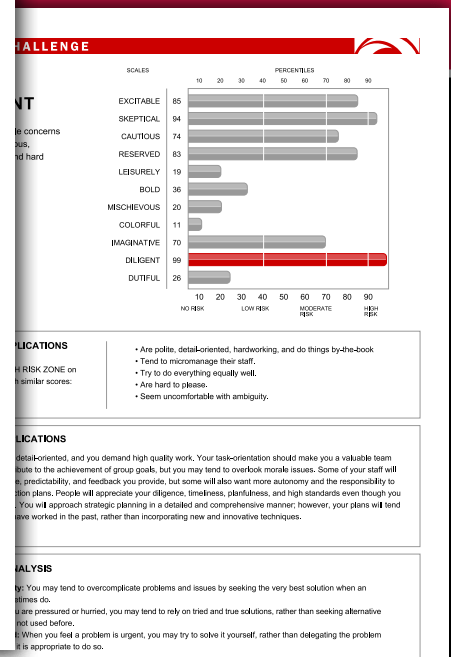 HALLENGE
SCALES PERCENTILES
10 20 30 40 50 60 70 80 90
NT
concerns
ous,
nd hard
EXCITABLE 85
SKEPTICAL 94
CAUTIOUS 74
RESERVED 83
LEISURELY 19
BOLD 36
MISCHIEVOUS 20
COLORFUL 11
IMAGINATIVE 70
DILIGENT 99
DUTIFUL 26
10 20 30 40 50 60 70 80 90
NO RISK LOW RISK MODERATE RISK HIGH RISK
PLICATIONS
H RISK ZONE on
h similar scores:
• Are polite, detail-oriented, hardworking, and do things by-the-book
• Tend to micromanage their staff.
• Try to do everything equally well.
• Are hard to please.
• Seem uncomfortable with ambiguity.
LICATIONS
detail-oriented, and you demand high quality work. Your task-orientation should make you a valuable team
ibute to the achievement of group goals, but you may tend to overlook morale issues. Some of your staff will
e, predictability, and feedback you provide, but some will also want more autonomy and the responsibility to
ction plans. People will appreciate your diligence, timeliness, planfulness, and high standards even though you
. You will approach strategic planning in a detailed and comprehensive manner; however, your plans will tend
have worked in the past, rather than incorporating new and innovative techniques.
NALYSIS
ty: You may tend to overcomplicate problems and issues by seeking the very best solution when an
etimes do.
u are pressured or hurried, you may tend to rely on tried and true solutions, rather than seeking alternative
not used before.
: When you feel a problem is urgent, you may try to solve it yourself, rather than delegating the problem
it is appropriate to do so.